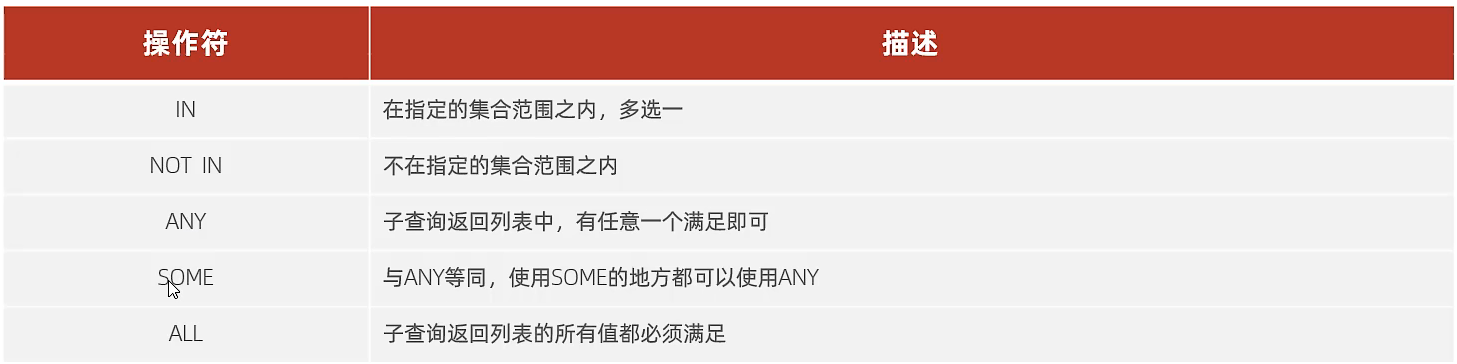 操作符 描述
IN 在指定的集合范围之内，多选一
NOT IN 不在指定的集合范围之内
ANY 子查询返回列表中，有任意一个满足即可
SOME 与ANY等同，使用SOME的地方都可以使用ANY
ALL 子查询返回列表的所有值都必须满足